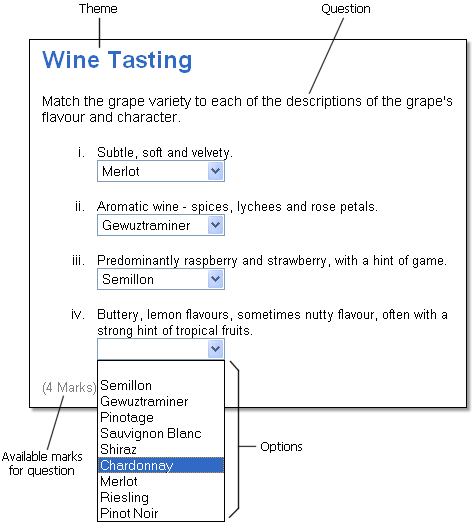 Theme
Question
Wine Tasting
Match the grape variety to each of the descriptions of the grape's
flavour and character.
i. Subtle, soft and velvety.
Merlot
ii. Aromatic wine - spices, lychees and rose petals.
Gewuztraminer
iii. Predominantly raspberry and strawberry, with a hint of game.
Semillon
iv. Buttery, lemon flavours, sometimes nutty flavour, often with a
strong hint of tropical fruits.
(4 Marks)
Semillon
Gewuztraminer
Pinotage
Sauvignon Blanc
Shiraz
Chardonnay
Merlot
Riesling
Pinot Noir
Options
Available marks
for question